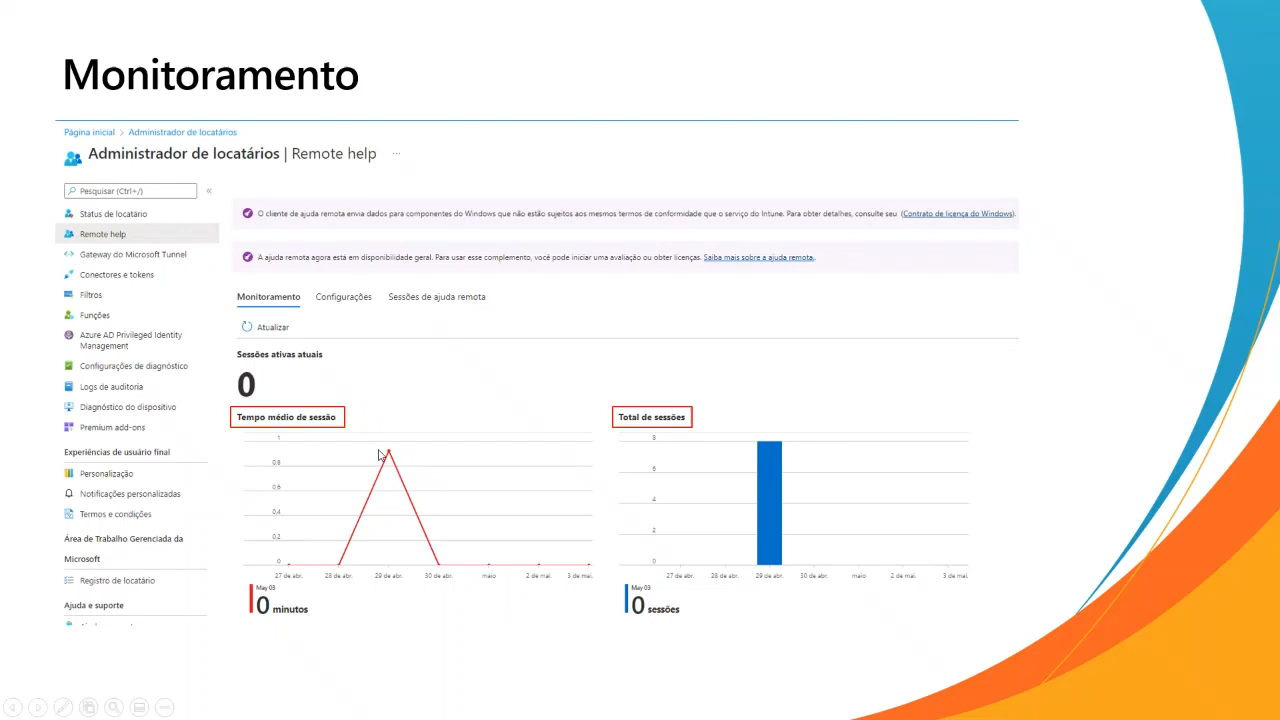 Monitoramento
Página inicial > Administrador de locatários
Administrador de locatários | Remote help ...
Pesquisar (Ctrl+/)
«
Status de locatário
Remote help
Gateway do Microsoft Tunnel
Conectores e tokens
Filtros
Funções
Azure AD Privileged Identity
Management
Configurações de diagnóstico
Logs de auditoria
Diagnóstico do dispositivo
Premium add-ons
Experiências de usuário final
Personalização
Notificações personalizadas
Termos e condições
Área de Trabalho Gerenciada da
Microsoft
Registro de locatário
Ajuda e suporte
O cliente de ajuda remota envia dados para componentes do Windows que não estão sujeitos aos mesmos termos de conformidade que o serviço do Intune. Para obter detalhes, consulte seu (Contrato de licença do Windows).
A ajuda remota agora está em disponibilidade geral. Para usar esse complemento, você pode iniciar uma avaliação ou obter licenças. Saiba mais sobre a ajuda remota.
Monitoramento Configurações Sessões de ajuda remota
Atualizar
Sessões ativas atuais
0
Tempo médio de sessão
1
0,8
0,6
0,4
0,2
0
27 de abr. 28 de abr. 29 de abr. 30 de abr. maio 2 de mai. 3 de mai.
May 03
0 minutos
Total de sessões
8
6
4
2
0
27 de abr. 28 de abr. 29 de abr. 30 de abr. maio 2 de mai. 3 de mai.
May 03
0 sessões